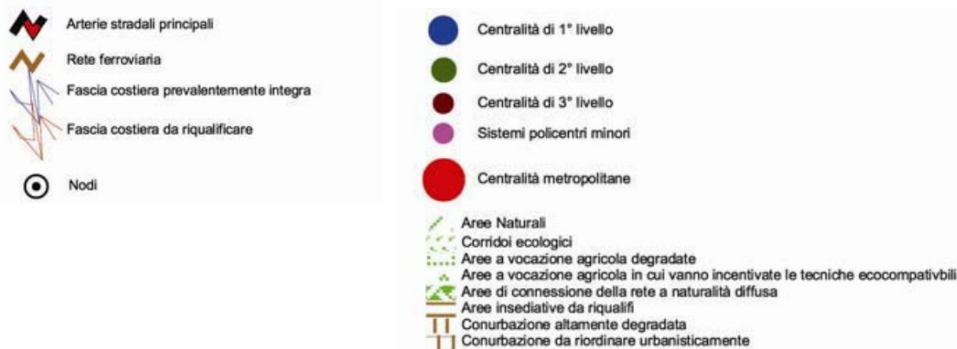 Arterie stradali principali
Rete ferroviaria
Fascia costiera prevalentemente integra
Fascia costiera da riqualificare
Nodi
Centralità di 1° livello
Centralità di 2° livello
Centralità di 3° livello
Sistemi policentri minori
Centralità metropolitane
Aree Naturali
Corridoi ecologici
Aree a vocazione agricola degradate
Aree a vocazione agricola in cui vanno incentivate le tecniche ecocompativbili
Aree di connessione della rete a naturalità diffusa
Aree insediative da riqualifi
Conurbazione altamente degradata
Conurbazione da riordinare urbanisticamente